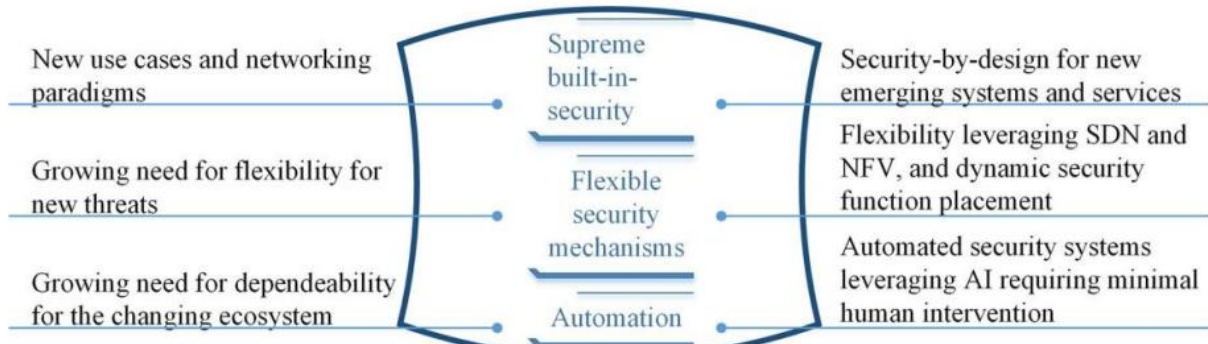 New use cases and networking
paradigms
Supreme
built-in-
security
Security-by-design for new
emerging systems and services
Growing need for flexibility for
new threats
Flexible
security
mechanisms
Flexibility leveraging SDN and
NFV, and dynamic security
function placement
Growing need for dependeability
for the changing ecosystem
Automation
Automated security systems
leveraging AI requiring minimal
human intervention